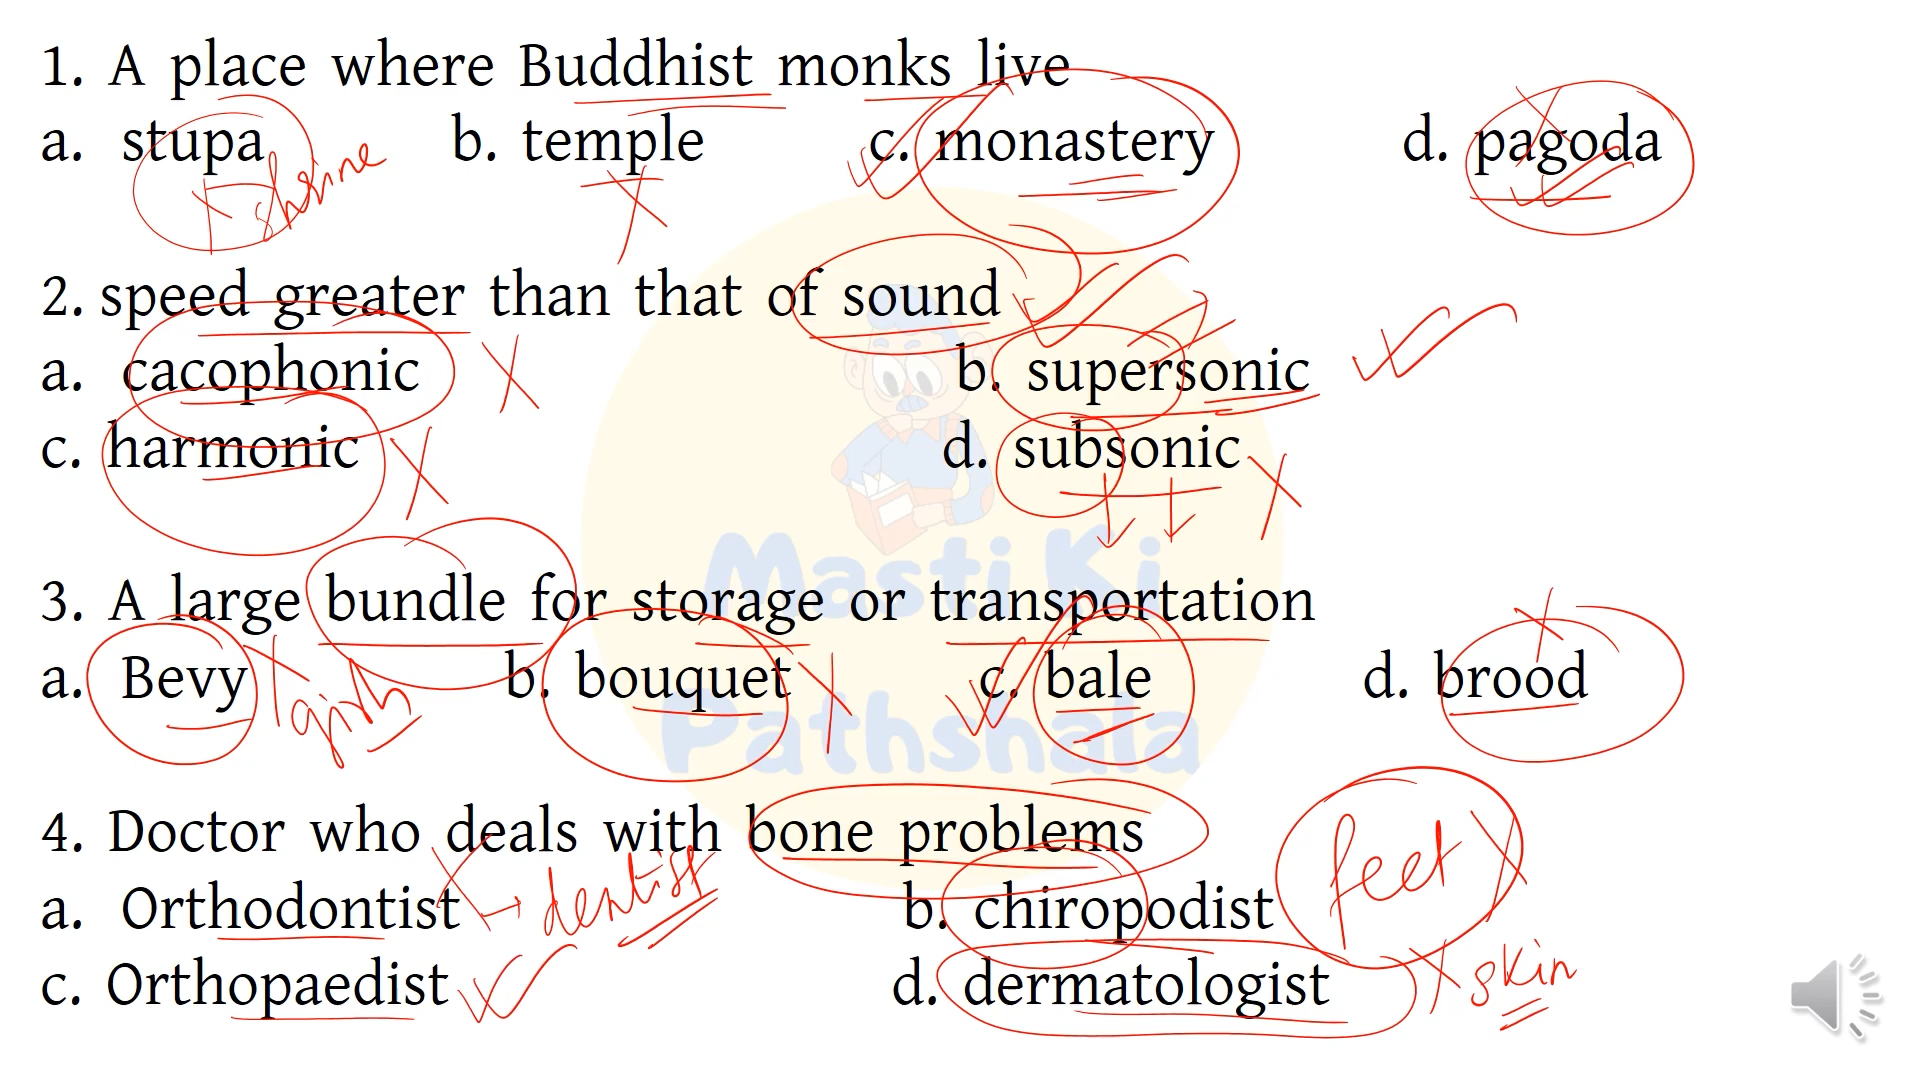 1. A place where Buddhist monks live
a. stupa b. temple c. monastery d. pagoda
shrine
2. speed greater than that of sound
a. cacophonic b. supersonic
c. harmonic d. subsonic
3. A large bundle for storage or transportation
a. Bevy b. bouquet c. bale d. brood
girls
4. Doctor who deals with bone problems
a. Orthodontist dentist b. chiropodist feet
c. Orthopaedist d. dermatologist skin
Masti Ki
Pathshala